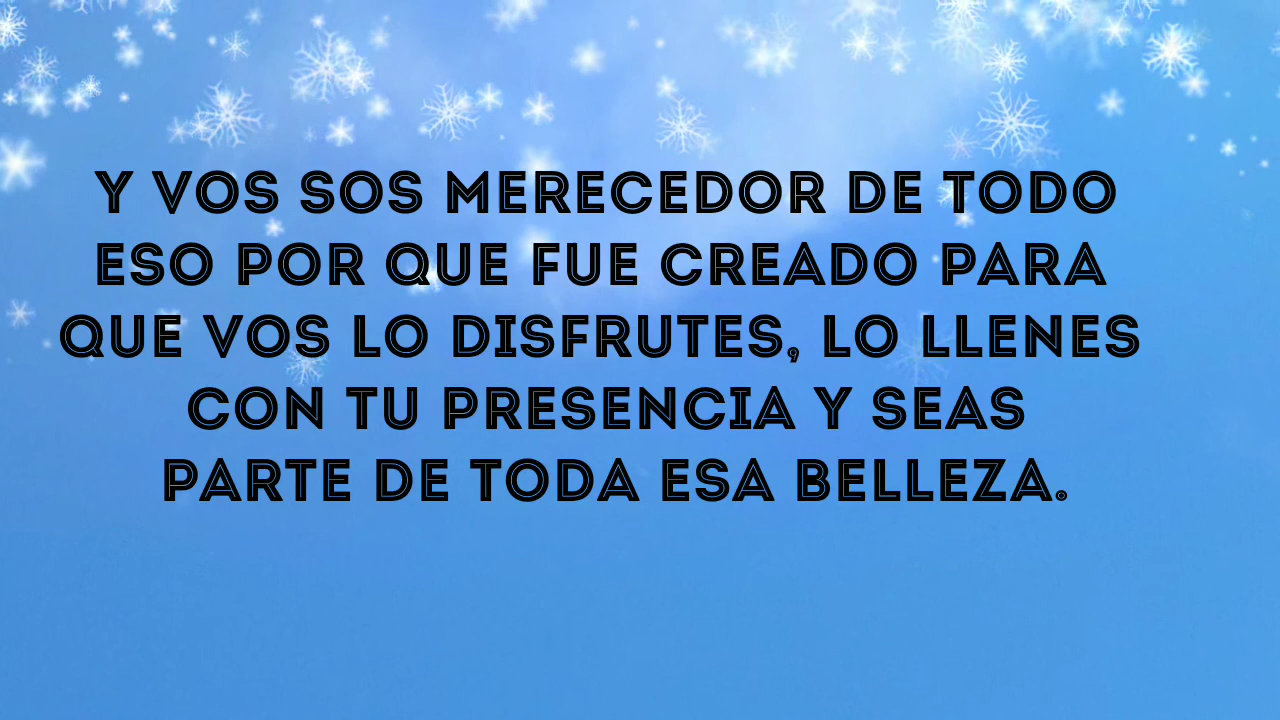 Y VOS SOS MERECEDOR DE TODO
ESO POR QUE FUE CREADO PARA
QUE VOS LO DISFRUTES, LO LLENES
CON TU PRESENCIA Y SEAS
PARTE DE TODA ESA BELLEZA.